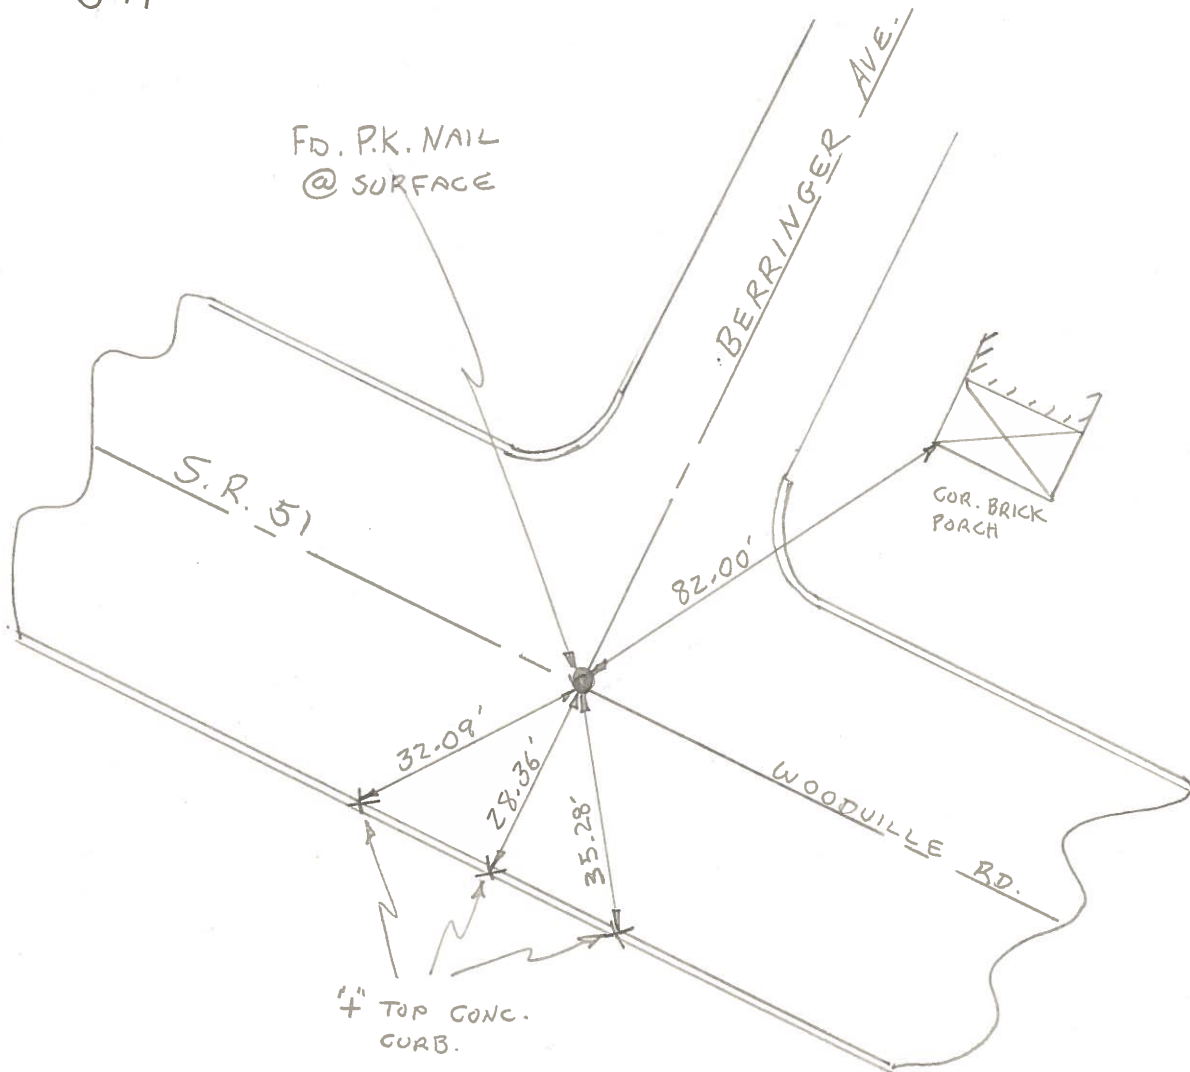 FD. P.K. NAIL
@ SURFACE
BERRINGER AVE.
S.R. 51
COR. BRICK
PORCH
82.00'
32.09'
28.36'
35.28'
WOODVILLE RD.
"+" TOP CONC.
CURB.